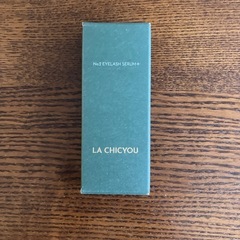 No.1 EYELASH SERUM+
LA CHICYOU